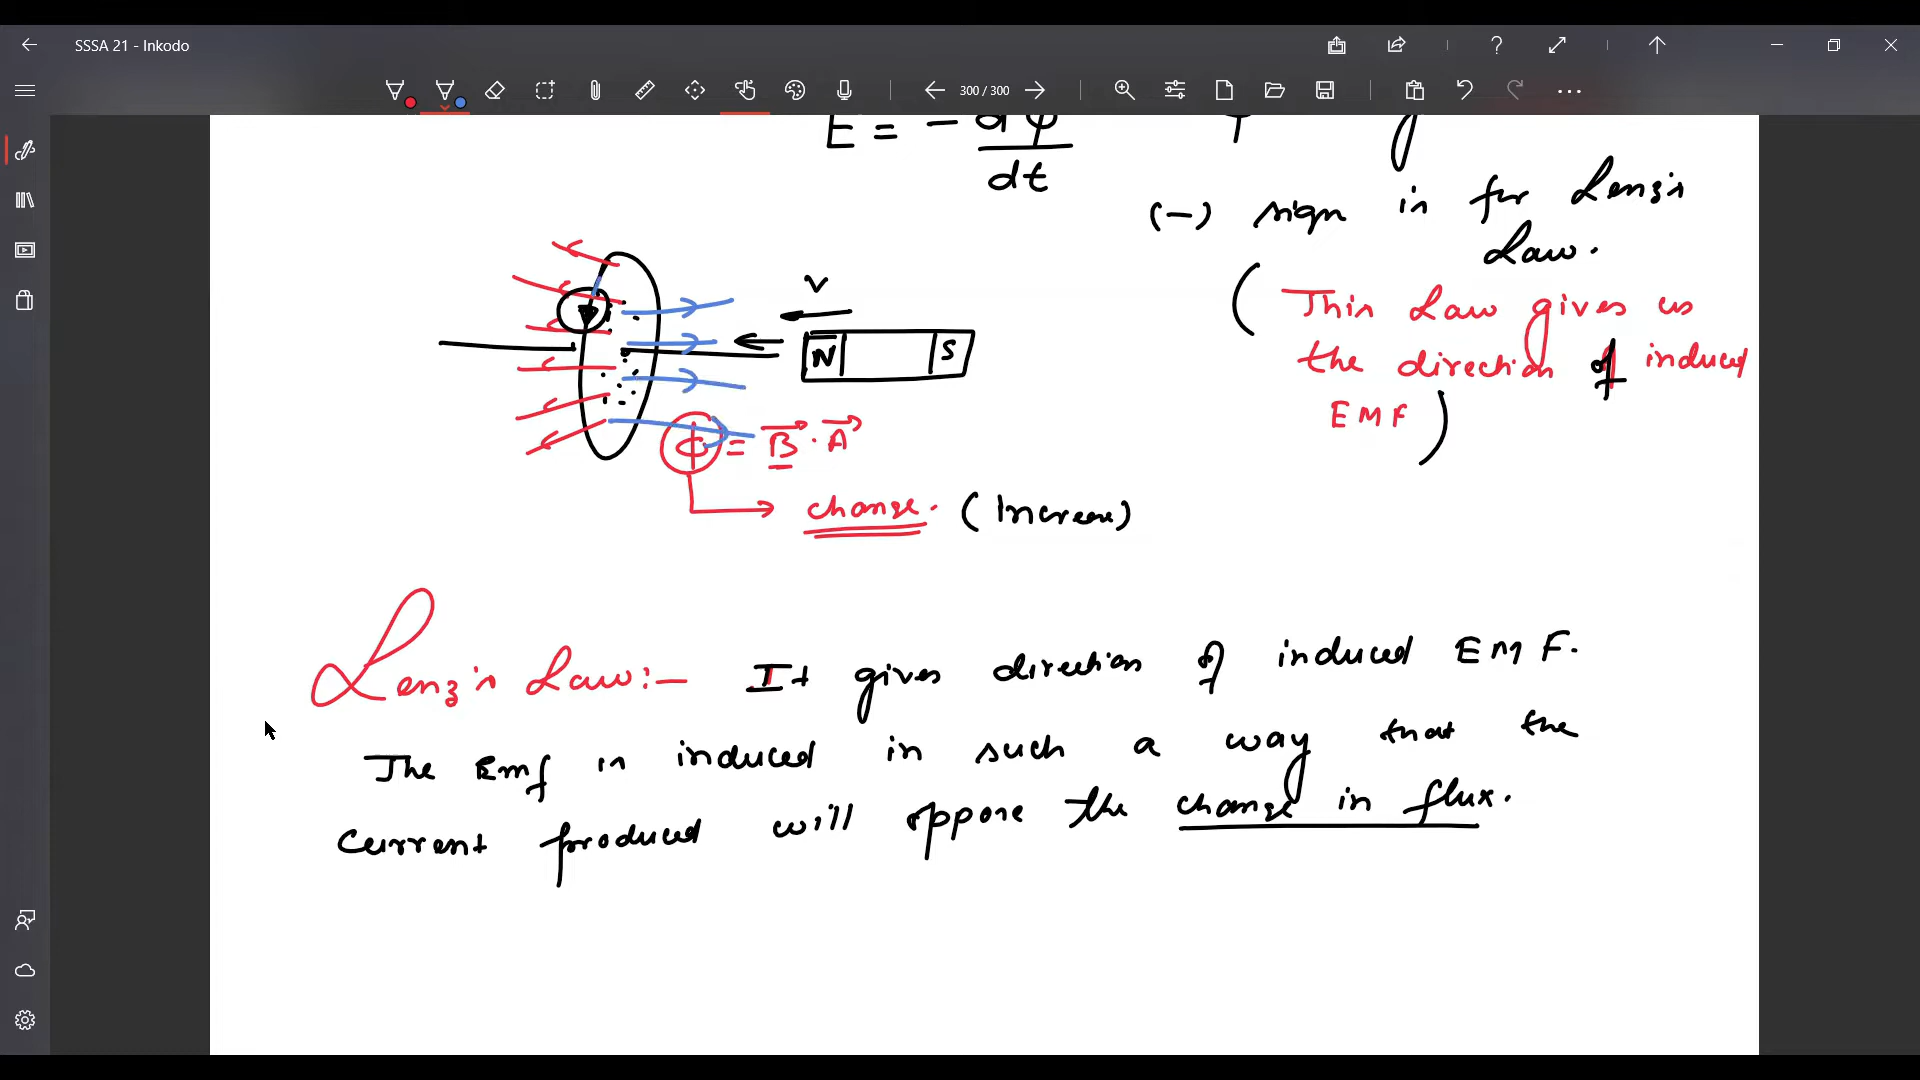 SSSA 21 - Inkodo
300 / 300
E = - dφ
dt
(-) sign is for Lenz's
Law.
(This Law gives us
the direction of induced
EMF)
V
N S
ϕ = B⃗ · A⃗
change. (Increase)
Lenz's Law:- It gives direction of induced EMF.
The Emf is induced in such a way that the
current produced will oppose the change in flux.